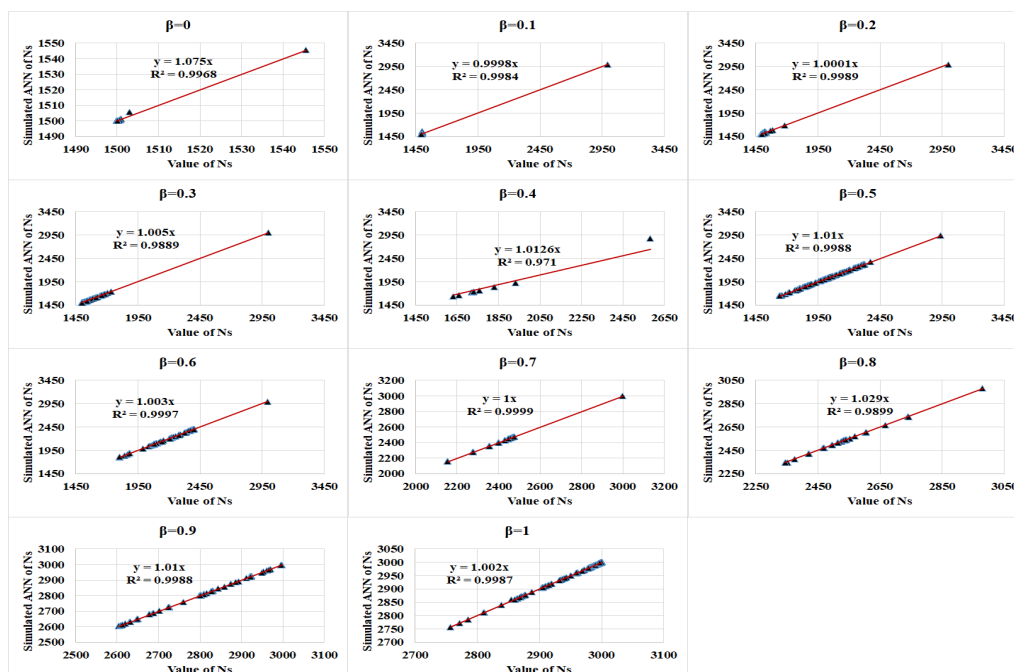 β=0
Simulated ANN of Ns
1550
1540
1530
1520
1510
1500
1490
y = 1.075x
R² = 0.9968
1490 1500 1510 1520 1530 1540 1550
Value of Ns
β=0.1
Simulated ANN of Ns
3450
2950
2450
1950
1450
y = 0.9998x
R² = 0.9984
1450 1950 2450 2950 3450
Value of Ns
β=0.2
Simulated ANN of Ns
3450
2950
2450
1950
1450
y = 1.0001x
R² = 0.9989
1450 1950 2450 2950 3450
Value of Ns
β=0.3
Simulated ANN of Ns
3450
2950
2450
1950
1450
y = 1.005x
R² = 0.9889
1450 1950 2450 2950 3450
Value of Ns
β=0.4
Simulated ANN of Ns
3450
2950
2450
1950
1450
y = 1.0126x
R² = 0.971
1450 1650 1850 2050 2250 2450 2650
Value of Ns
β=0.5
Simulated ANN of Ns
3450
2950
2450
1950
1450
y = 1.01x
R² = 0.9988
1450 1950 2450 2950 3450
Value of Ns
β=0.6
Simulated ANN of Ns
3450
2950
2450
1950
1450
y = 1.003x
R² = 0.9997
1450 1950 2450 2950 3450
Value of Ns
β=0.7
Simulated ANN of Ns
3200
3000
2800
2600
2400
2200
2000
y = 1x
R² = 0.9999
2000 2200 2400 2600 2800 3000 3200
Value of Ns
β=0.8
Simulated ANN of Ns
3050
2850
2650
2450
2250
y = 1.029x
R² = 0.9899
2250 2450 2650 2850 3050
Value of Ns
β=0.9
Simulated ANN of Ns
3100
3000
2900
2800
2700
2600
2500
y = 1.01x
R² = 0.9988
2500 2600 2700 2800 2900 3000 3100
Value of Ns
β=1
Simulated ANN of Ns
3050
3000
2950
2900
2850
2800
2750
2700
y = 1.002x
R² = 0.9987
2700 2800 2900 3000 3100
Value of Ns